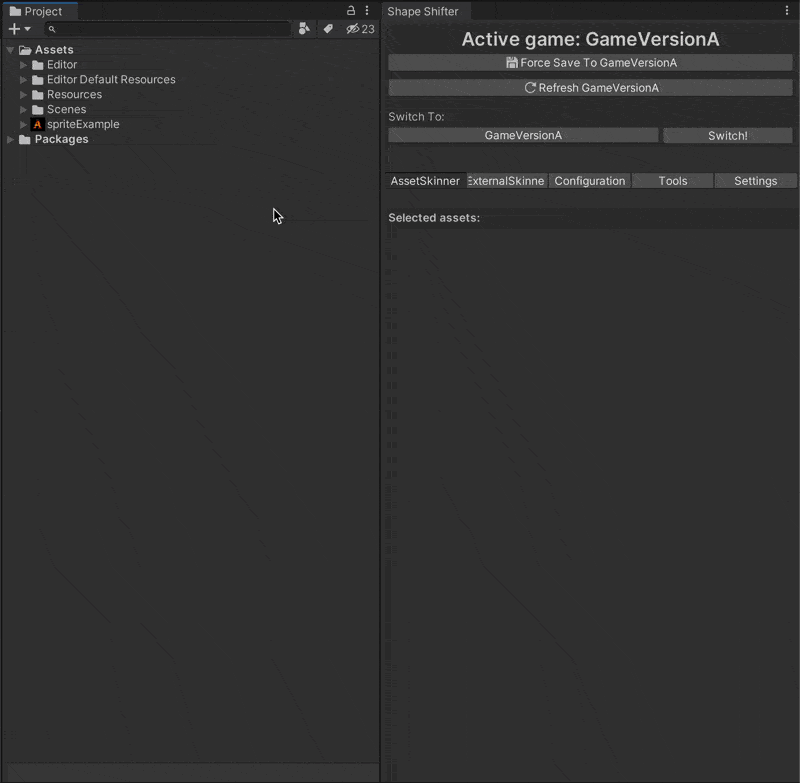 Project
23
Assets
Editor
Editor Default Resources
Resources
Scenes
A spriteExample
Packages
Shape Shifter
Active game: GameVersionA
Force Save To GameVersionA
Refresh GameVersionA
Switch To:
GameVersionA Switch!
AssetSkinner ExternalSkinne Configuration Tools Settings
Selected assets: